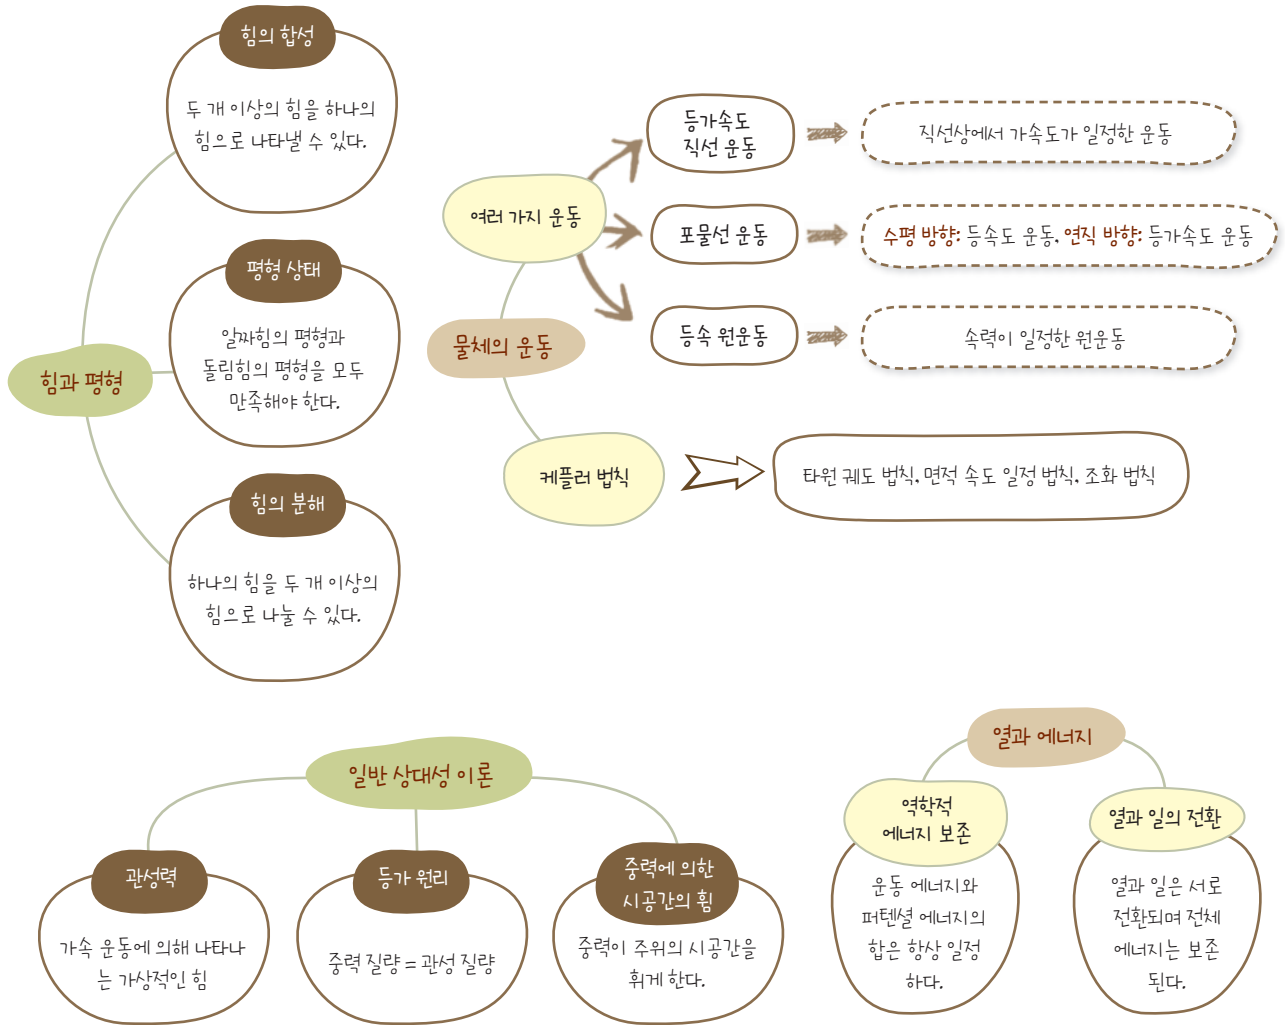 힘의 합성
두 개 이상의 힘을 하나의
힘으로 나타낼 수 있다.
평형 상태
알짜힘의 평형과
돌림힘의 평형을 모두
만족해야 한다.
힘과 평형
힘의 분해
하나의 힘을 두 개 이상의
힘으로 나눌 수 있다.
여러 가지 운동
등가속도
직선 운동
직선상에서 가속도가 일정한 운동
포물선 운동
수평 방향: 등속도 운동, 연직 방향: 등가속도 운동
등속 원운동
속력이 일정한 원운동
물체의 운동
케플러 법칙
타원 궤도 법칙, 면적 속도 일정 법칙, 조화 법칙
일반 상대성 이론
관성력
가속 운동에 의해 나타나
는 가상적인 힘
등가 원리
중력 질량 = 관성 질량
중력에 의한
시공간의 휨
중력이 주위의 시공간을
휘게 한다.
열과 에너지
역학적
에너지 보존
운동 에너지와
퍼텐셜 에너지의
합은 항상 일정
하다.
열과 일의 전환
열과 일은 서로
전환되며 전체
에너지는 보존
된다.